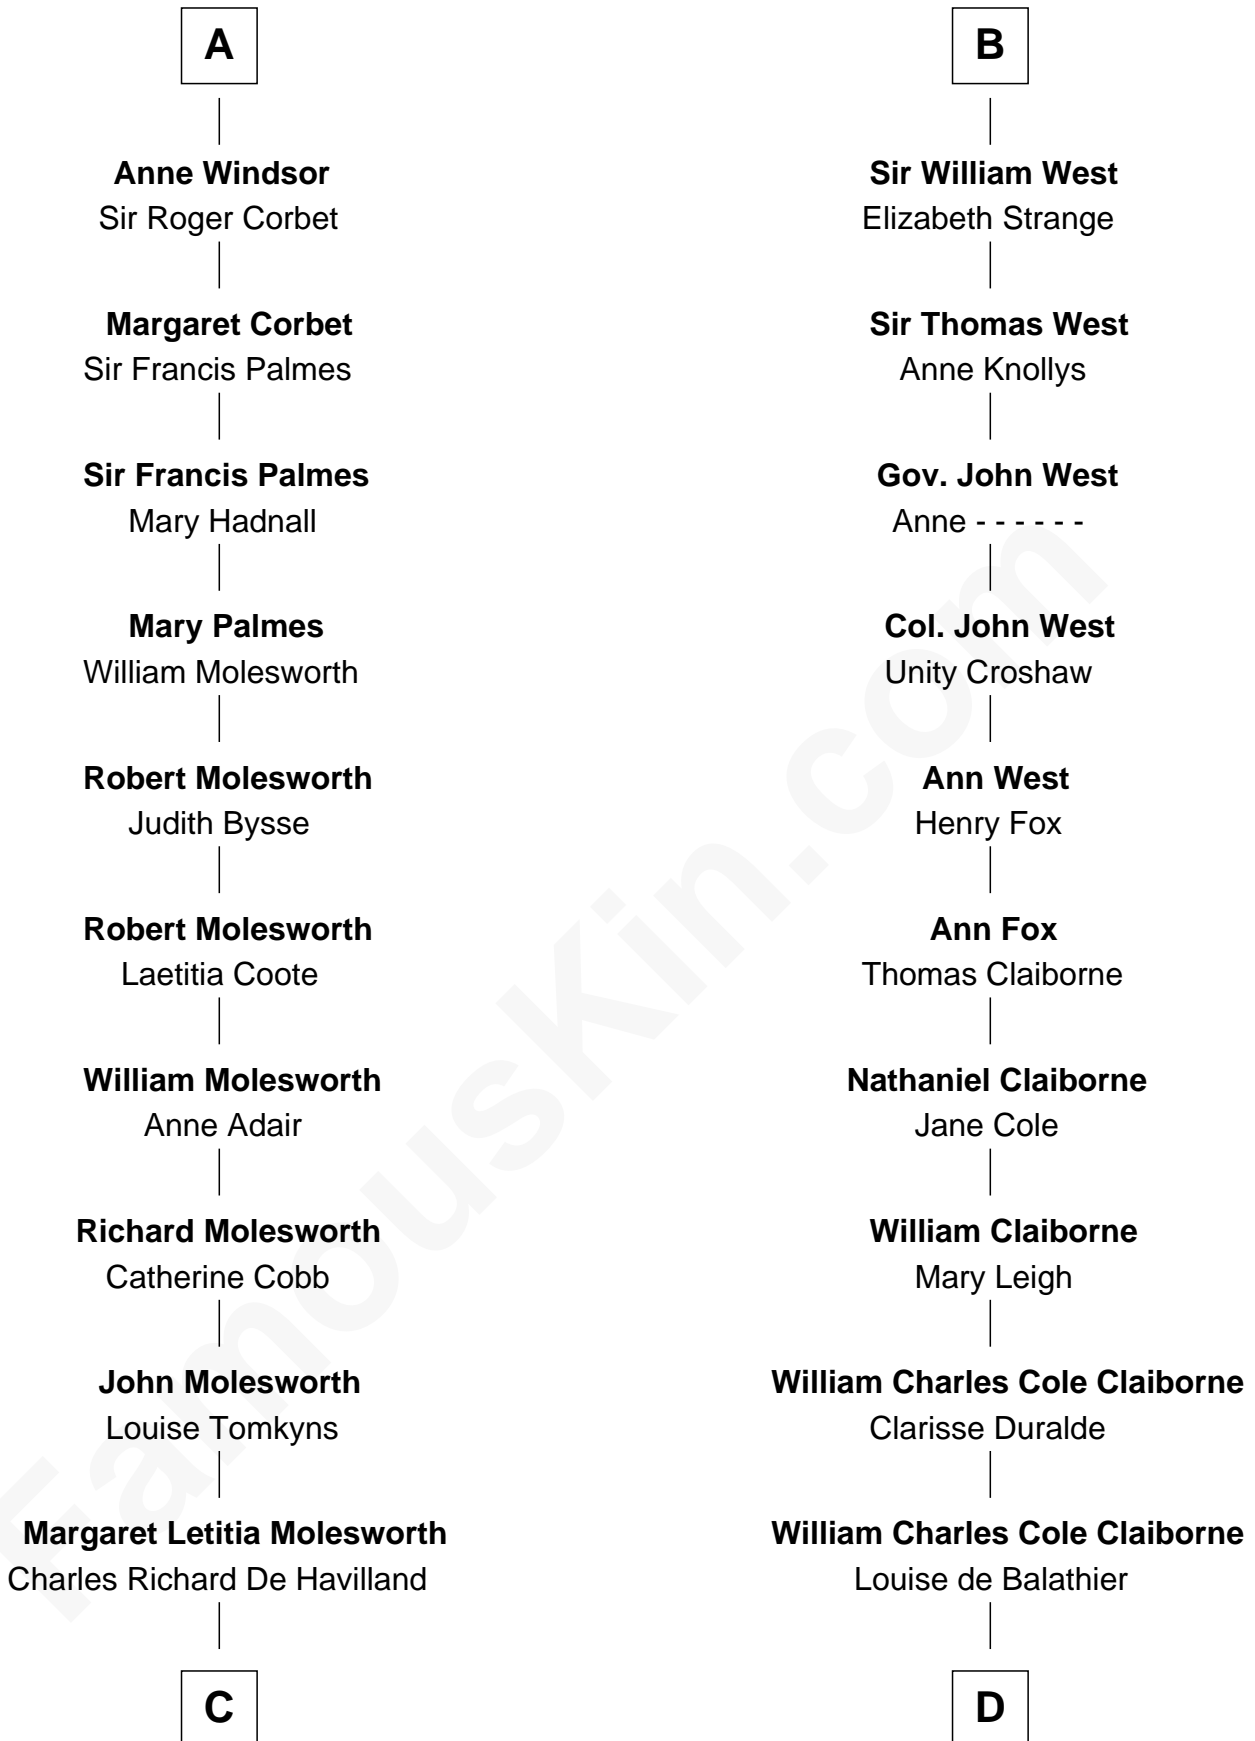 A
Anne Windsor
Sir Roger Corbet
Margaret Corbet
Sir Francis Palmes
Sir Francis Palmes
Mary Hadnall
Mary Palmes
William Molesworth
Robert Molesworth
Judith Bysse
Robert Molesworth
Laetitia Coote
William Molesworth
Anne Adair
Richard Molesworth
Catherine Cobb
John Molesworth
Louise Tomkyns
Margaret Letitia Molesworth
Charles Richard De Havilland
C
B
Sir William West
Elizabeth Strange
Sir Thomas West
Anne Knollys
Gov. John West
Anne - - - - - -
Col. John West
Unity Croshaw
Ann West
Henry Fox
Ann Fox
Thomas Claiborne
Nathaniel Claiborne
Jane Cole
William Claiborne
Mary Leigh
William Charles Cole Claiborne
Clarisse Duralde
William Charles Cole Claiborne
Louise de Balathier
D
FamousKin.com